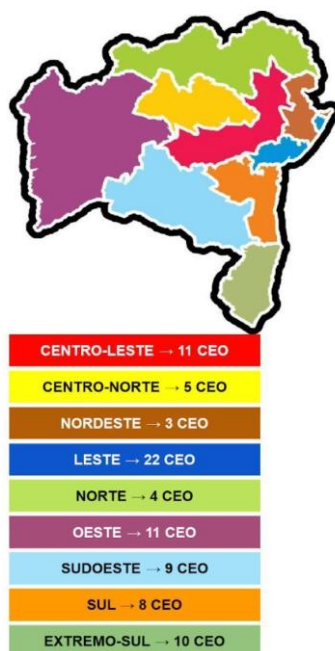 CENTRO-LESTE → 11 CEO
CENTRO-NORTE → 5 CEO
NORDESTE → 3 CEO
LESTE → 22 CEO
NORTE → 4 CEO
OESTE → 11 CEO
SUDOESTE → 9 CEO
SUL → 8 CEO
EXTREMO-SUL → 10 CEO